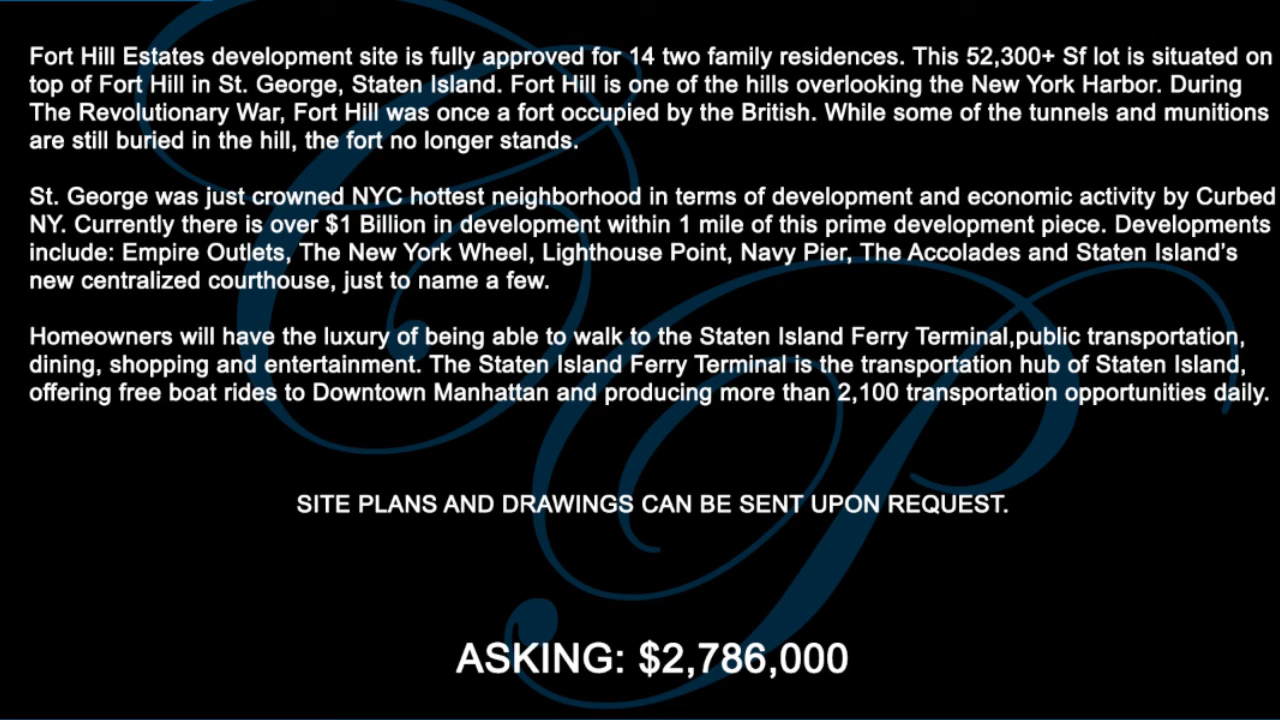 Fort Hill Estates development site is fully approved for 14 two family residences. This 52,300+ Sf lot is situated on
top of Fort Hill in St. George, Staten Island. Fort Hill is one of the hills overlooking the New York Harbor. During
The Revolutionary War, Fort Hill was once a fort occupied by the British. While some of the tunnels and munitions
are still buried in the hill, the fort no longer stands.
St. George was just crowned NYC hottest neighborhood in terms of development and economic activity by Curbed
NY. Currently there is over $1 Billion in development within 1 mile of this prime development piece. Developments
include: Empire Outlets, The New York Wheel, Lighthouse Point, Navy Pier, The Accolades and Staten Island’s
new centralized courthouse, just to name a few.
Homeowners will have the luxury of being able to walk to the Staten Island Ferry Terminal,public transportation,
dining, shopping and entertainment. The Staten Island Ferry Terminal is the transportation hub of Staten Island,
offering free boat rides to Downtown Manhattan and producing more than 2,100 transportation opportunities daily.
SITE PLANS AND DRAWINGS CAN BE SENT UPON REQUEST.
ASKING: $2,786,000